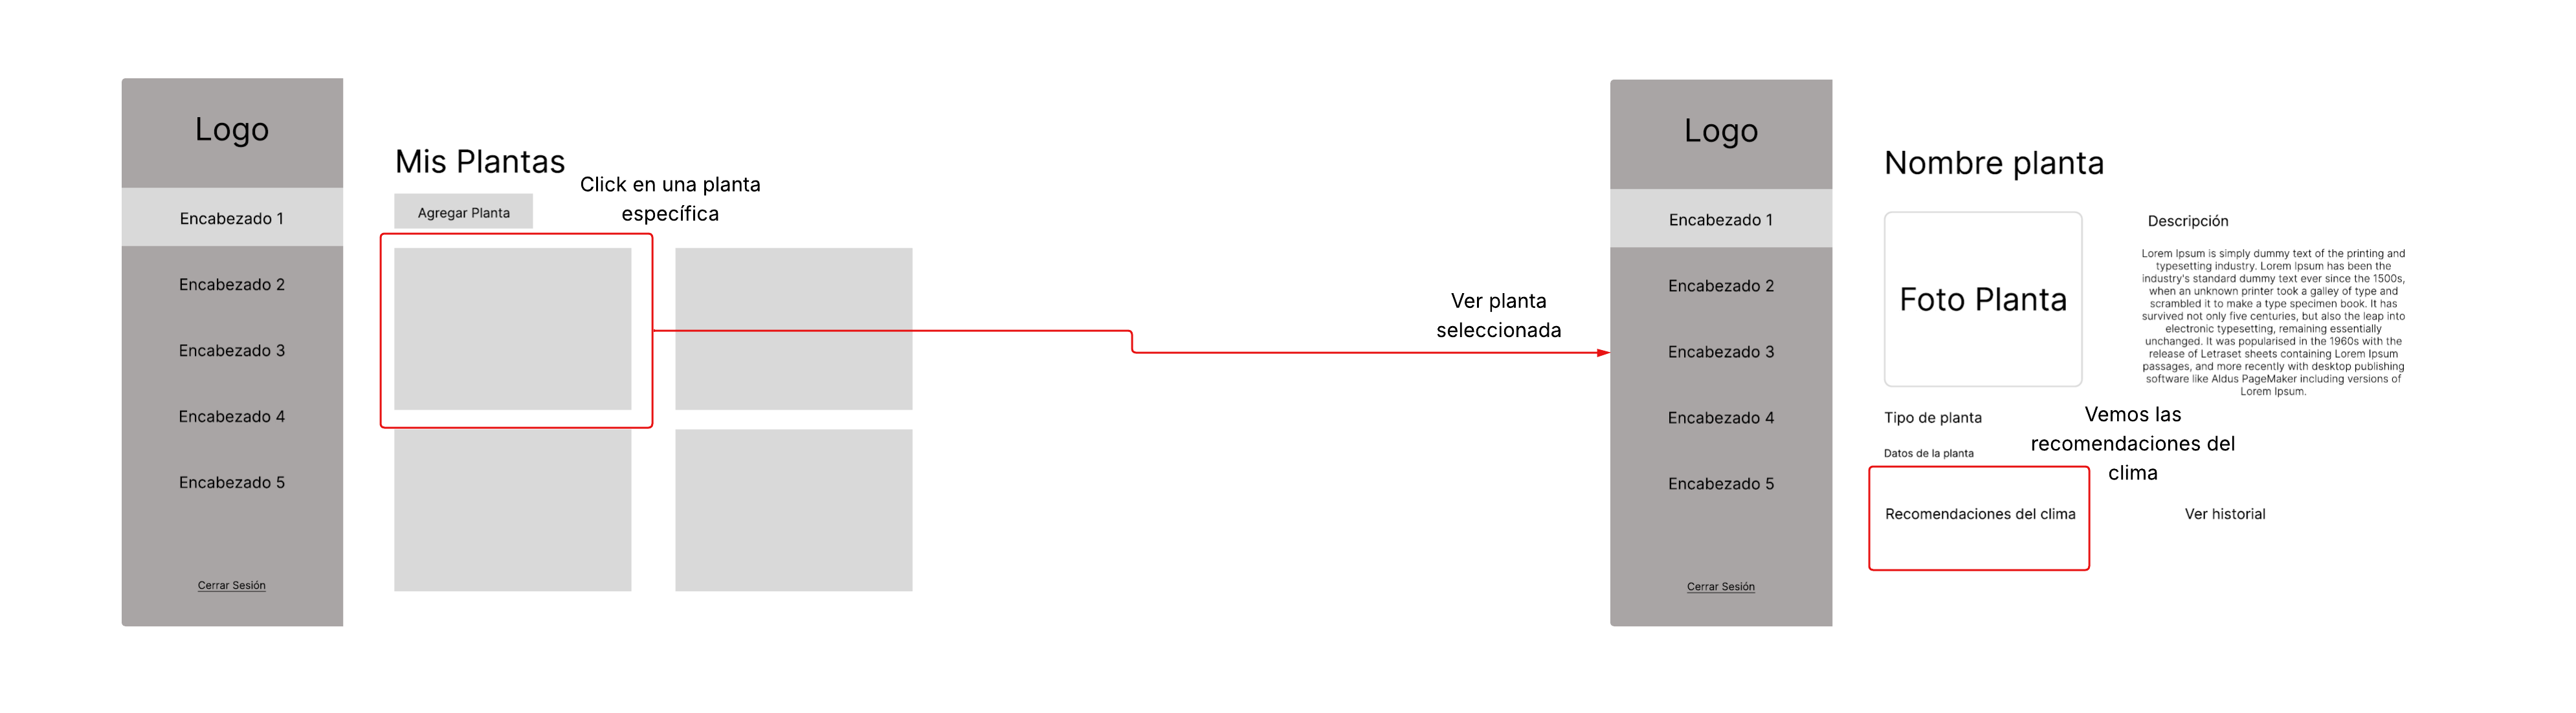 Logo
Encabezado 1
Encabezado 2
Encabezado 3
Encabezado 4
Encabezado 5
Cerrar Sesión
Mis Plantas
Agregar Planta
Click en una planta
específica
Ver planta
seleccionada
Logo
Encabezado 1
Encabezado 2
Encabezado 3
Encabezado 4
Encabezado 5
Cerrar Sesión
Nombre planta
Foto Planta
Descripción
Lorem Ipsum is simply dummy text of the printing and
typesetting industry. Lorem Ipsum has been the
industry's standard dummy text ever since the 1500s,
when an unknown printer took a galley of type and
scrambled it to make a type specimen book. It has
survived not only five centuries, but also the leap into
electronic typesetting, remaining essentially
unchanged. It was popularised in the 1960s with the
release of Letraset sheets containing Lorem Ipsum
passages, and more recently with desktop publishing
software like Aldus PageMaker including versions of
Lorem Ipsum.
Tipo de planta
Datos de la planta
Vemos las
recomendaciones del
clima
Recomendaciones del clima
Ver historial